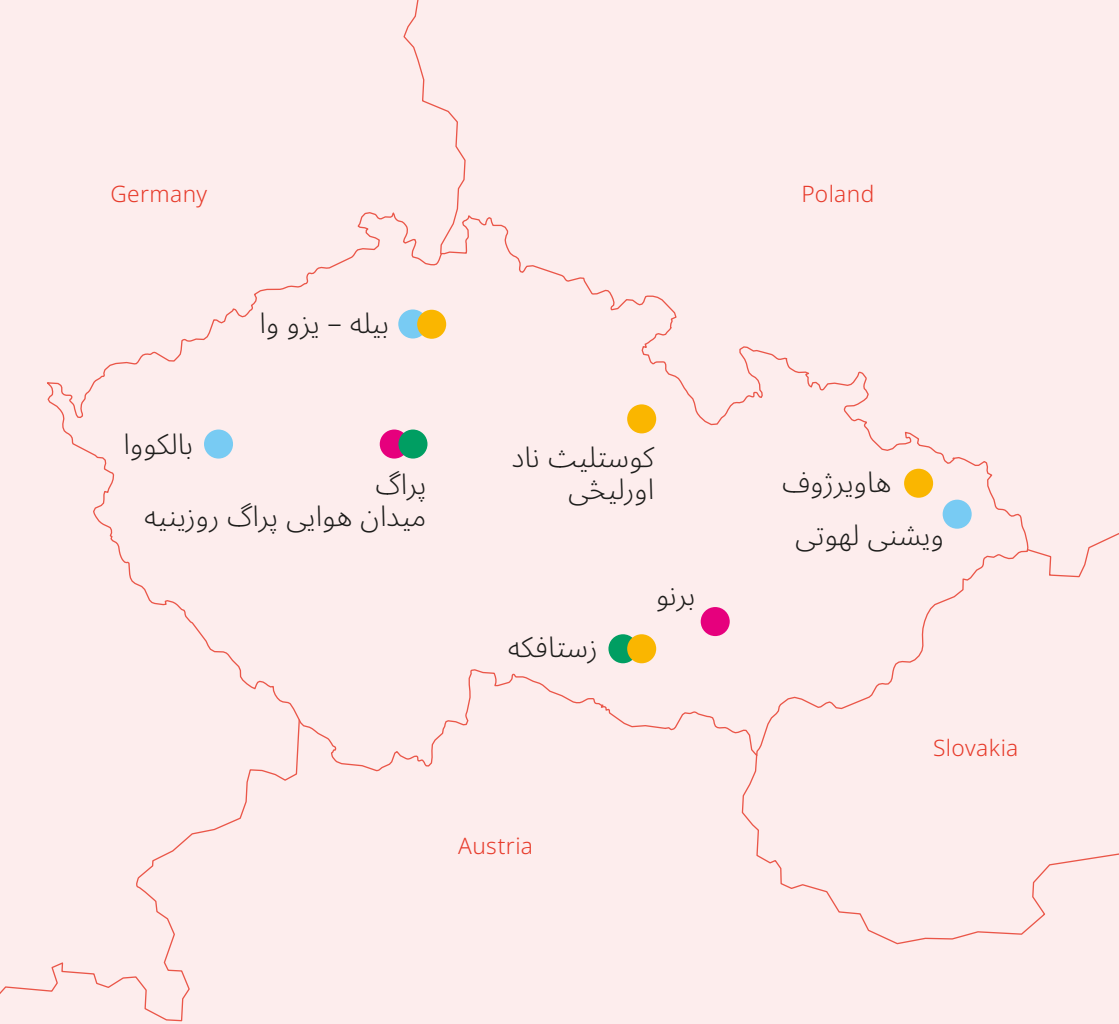 Germany
Poland
بیله – یزو وا
بالکووا
پراگ
میدان هوایی پراگ روزینیه
کوستلیث ناد
اورلیڅی
هاویرژوف
ویشنی لهوتی
برنو
زستافکه
Slovakia
Austria